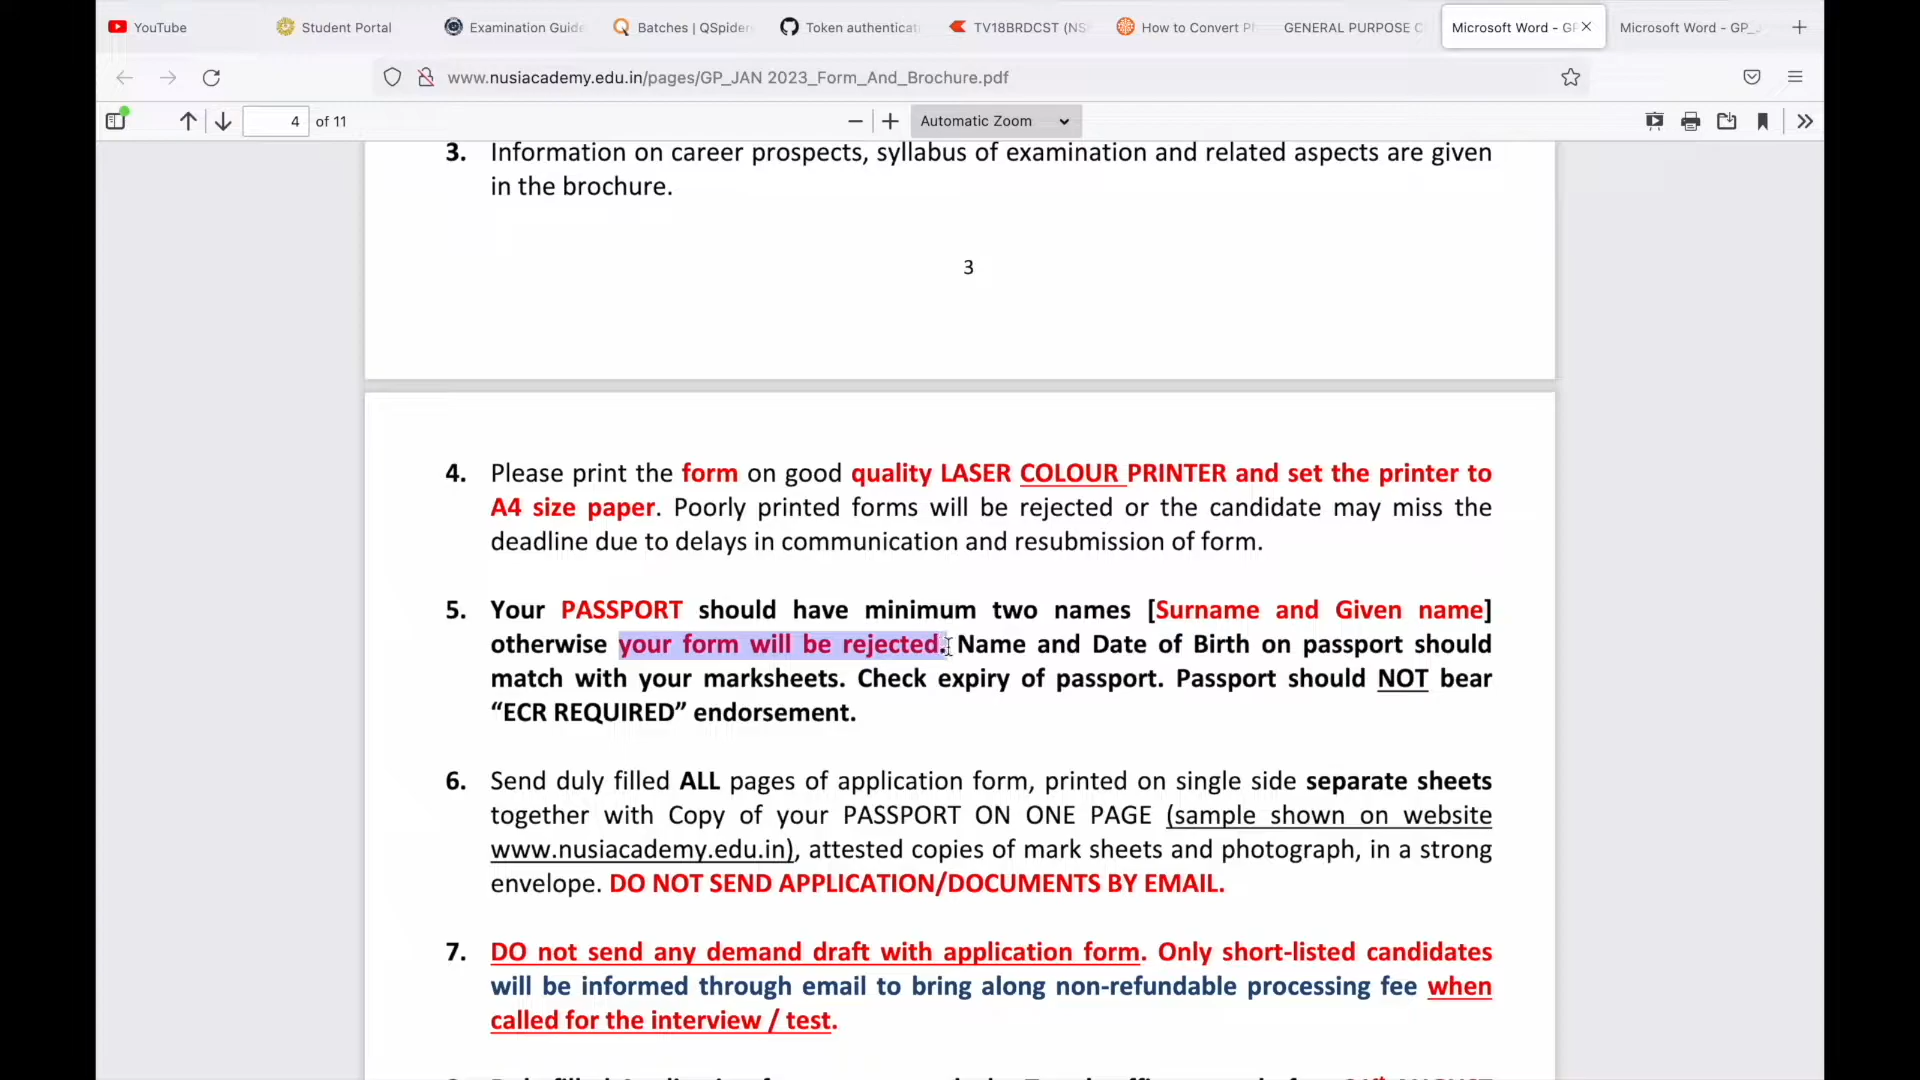 YouTube
Student Portal
Examination Guide
Batches | QSpider
Token authenticat
TV18BRDCST (NS
How to Convert P
GENERAL PURPOSE C
Microsoft Word - GP
Microsoft Word - GP_
www.nusiacademy.edu.in/pages/GP_JAN 2023_Form_And_Brochure.pdf
4 of 11
Automatic Zoom
3. Information on career prospects, syllabus of examination and related aspects are given
in the brochure.
3
4. Please print the form on good quality LASER COLOUR PRINTER and set the printer to
A4 size paper. Poorly printed forms will be rejected or the candidate may miss the
deadline due to delays in communication and resubmission of form.
5. Your PASSPORT should have minimum two names [Surname and Given name]
otherwise your form will be rejected. Name and Date of Birth on passport should
match with your marksheets. Check expiry of passport. Passport should NOT bear
“ECR REQUIRED” endorsement.
6. Send duly filled ALL pages of application form, printed on single side separate sheets
together with Copy of your PASSPORT ON ONE PAGE (sample shown on website
www.nusiacademy.edu.in), attested copies of mark sheets and photograph, in a strong
envelope. DO NOT SEND APPLICATION/DOCUMENTS BY EMAIL.
7. DO not send any demand draft with application form. Only short-listed candidates
will be informed through email to bring along non-refundable processing fee when
called for the interview / test.